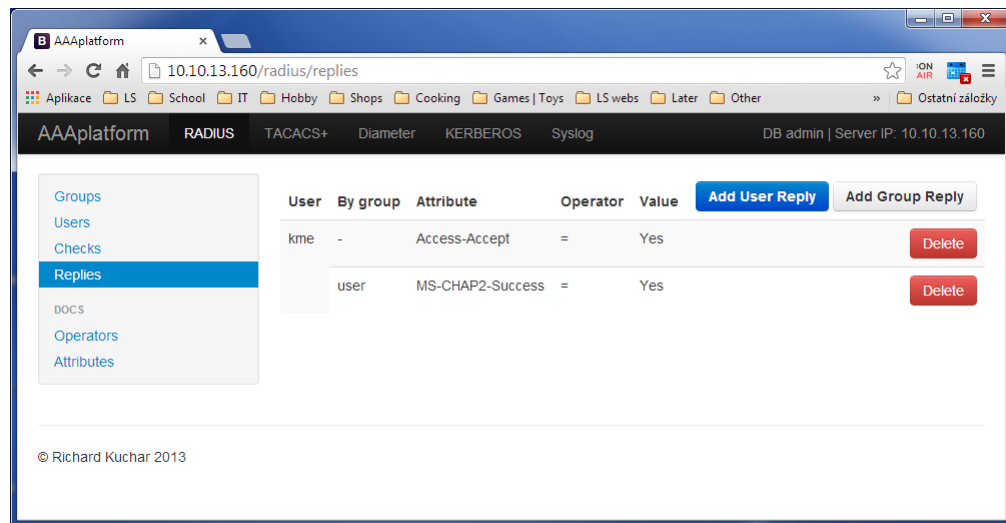 AAAplatform
10.10.13.160/radius/replies
:ON AIR
Aplikace LS School IT Hobby Shops Cooking Games | Toys LS webs Later Other » Ostatní záložky
AAAplatform RADIUS TACACS+ Diameter KERBEROS Syslog DB admin | Server IP: 10.10.13.160
Groups
Users
Checks
Replies
DOCS
Operators
Attributes
User By group Attribute Operator Value Add User Reply Add Group Reply
kme - Access-Accept = Yes Delete
user MS-CHAP2-Success = Yes Delete
© Richard Kuchar 2013